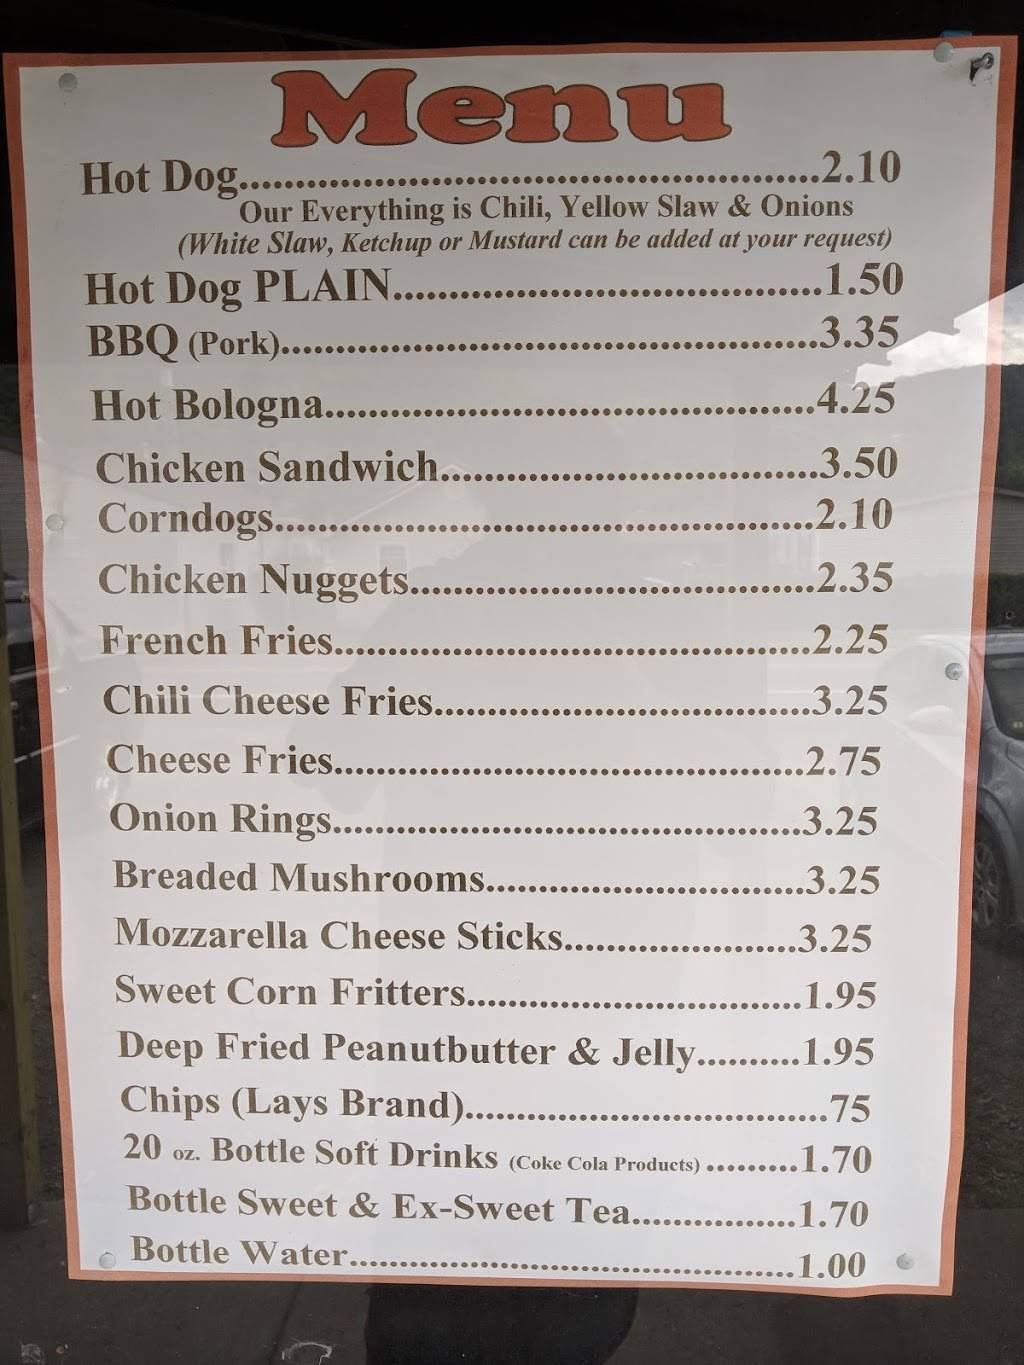 Menu
Hot Dog..................................................2.10
Our Everything is Chili, Yellow Slaw & Onions
(White Slaw, Ketchup or Mustard can be added at your request)
Hot Dog PLAIN.....................................1.50
BBQ (Pork)..............................................3.35
Hot Bologna...........................................4.25
Chicken Sandwich.................................3.50
Corndogs................................................2.10
Chicken Nuggets....................................2.35
French Fries...........................................2.25
Chili Cheese Fries..................................3.25
Cheese Fries...........................................2.75
Onion Rings...........................................3.25
Breaded Mushrooms.............................3.25
Mozzarella Cheese Sticks.....................3.25
Sweet Corn Fritters...............................1.95
Deep Fried Peanutbutter & Jelly..........1.95
Chips (Lays Brand)..................................75
20 oz. Bottle Soft Drinks (Coke Cola Products) .........1.70
Bottle Sweet & Ex-Sweet Tea...............1.70
Bottle Water..........................................1.00